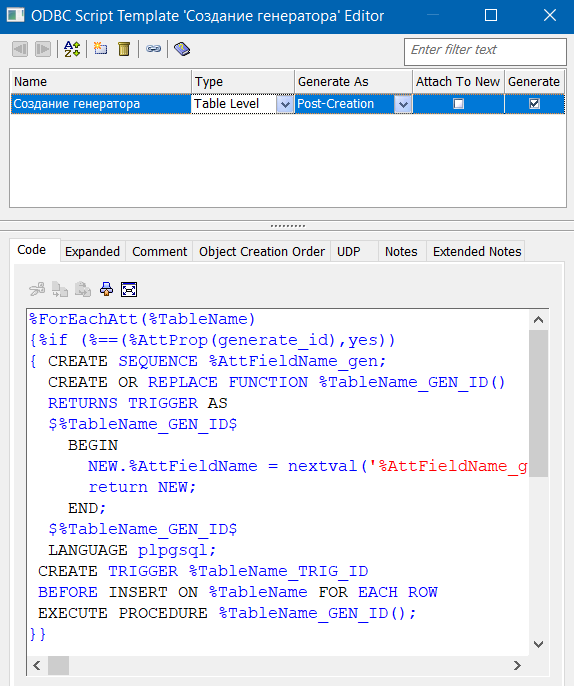 ODBC Script Template 'Создание генератора' Editor
Enter filter text
Name Type Generate As Attach To New Generate
Создание генератора Table Level Post-Creation
Code Expanded Comment Object Creation Order UDP Notes Extended Notes
%ForEachAtt(%TableName)
{%if (%==(%AttProp(generate_id),yes))
{ CREATE SEQUENCE %AttFieldName_gen;
CREATE OR REPLACE FUNCTION %TableName_GEN_ID()
RETURNS TRIGGER AS
$%TableName_GEN_ID$
BEGIN
NEW.%AttFieldName = nextval('%AttFieldName_g
return NEW;
END;
$%TableName_GEN_ID$
LANGUAGE plpgsql;
CREATE TRIGGER %TableName_TRIG_ID
BEFORE INSERT ON %TableName FOR EACH ROW
EXECUTE PROCEDURE %TableName_GEN_ID();
}}